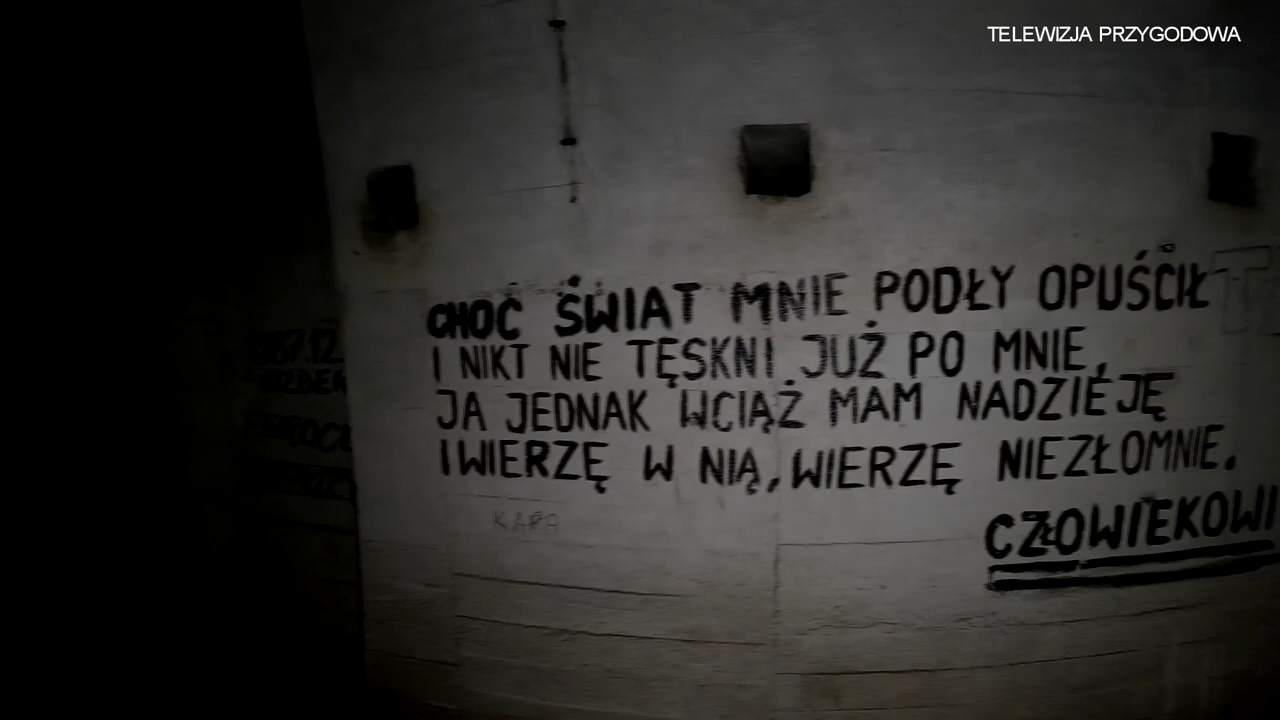 TELEWIZJA PRZYGODOWA
CHOĆ ŚWIAT MNIE PODŁY OPUŚCIŁ
I NIKT NIE TĘSKNI JUŻ PO MNIE,
JA JEDNAK WCIĄŻ MAM NADZIEJĘ
I WIERZĘ W NIĄ, WIERZĘ NIEZŁOMNIE.
KAPA
CZŁOWIEKOWI